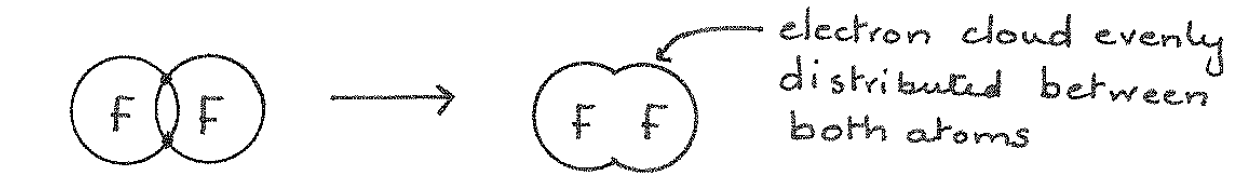 electron cloud evenly
distributed between
both atoms
F F
F F